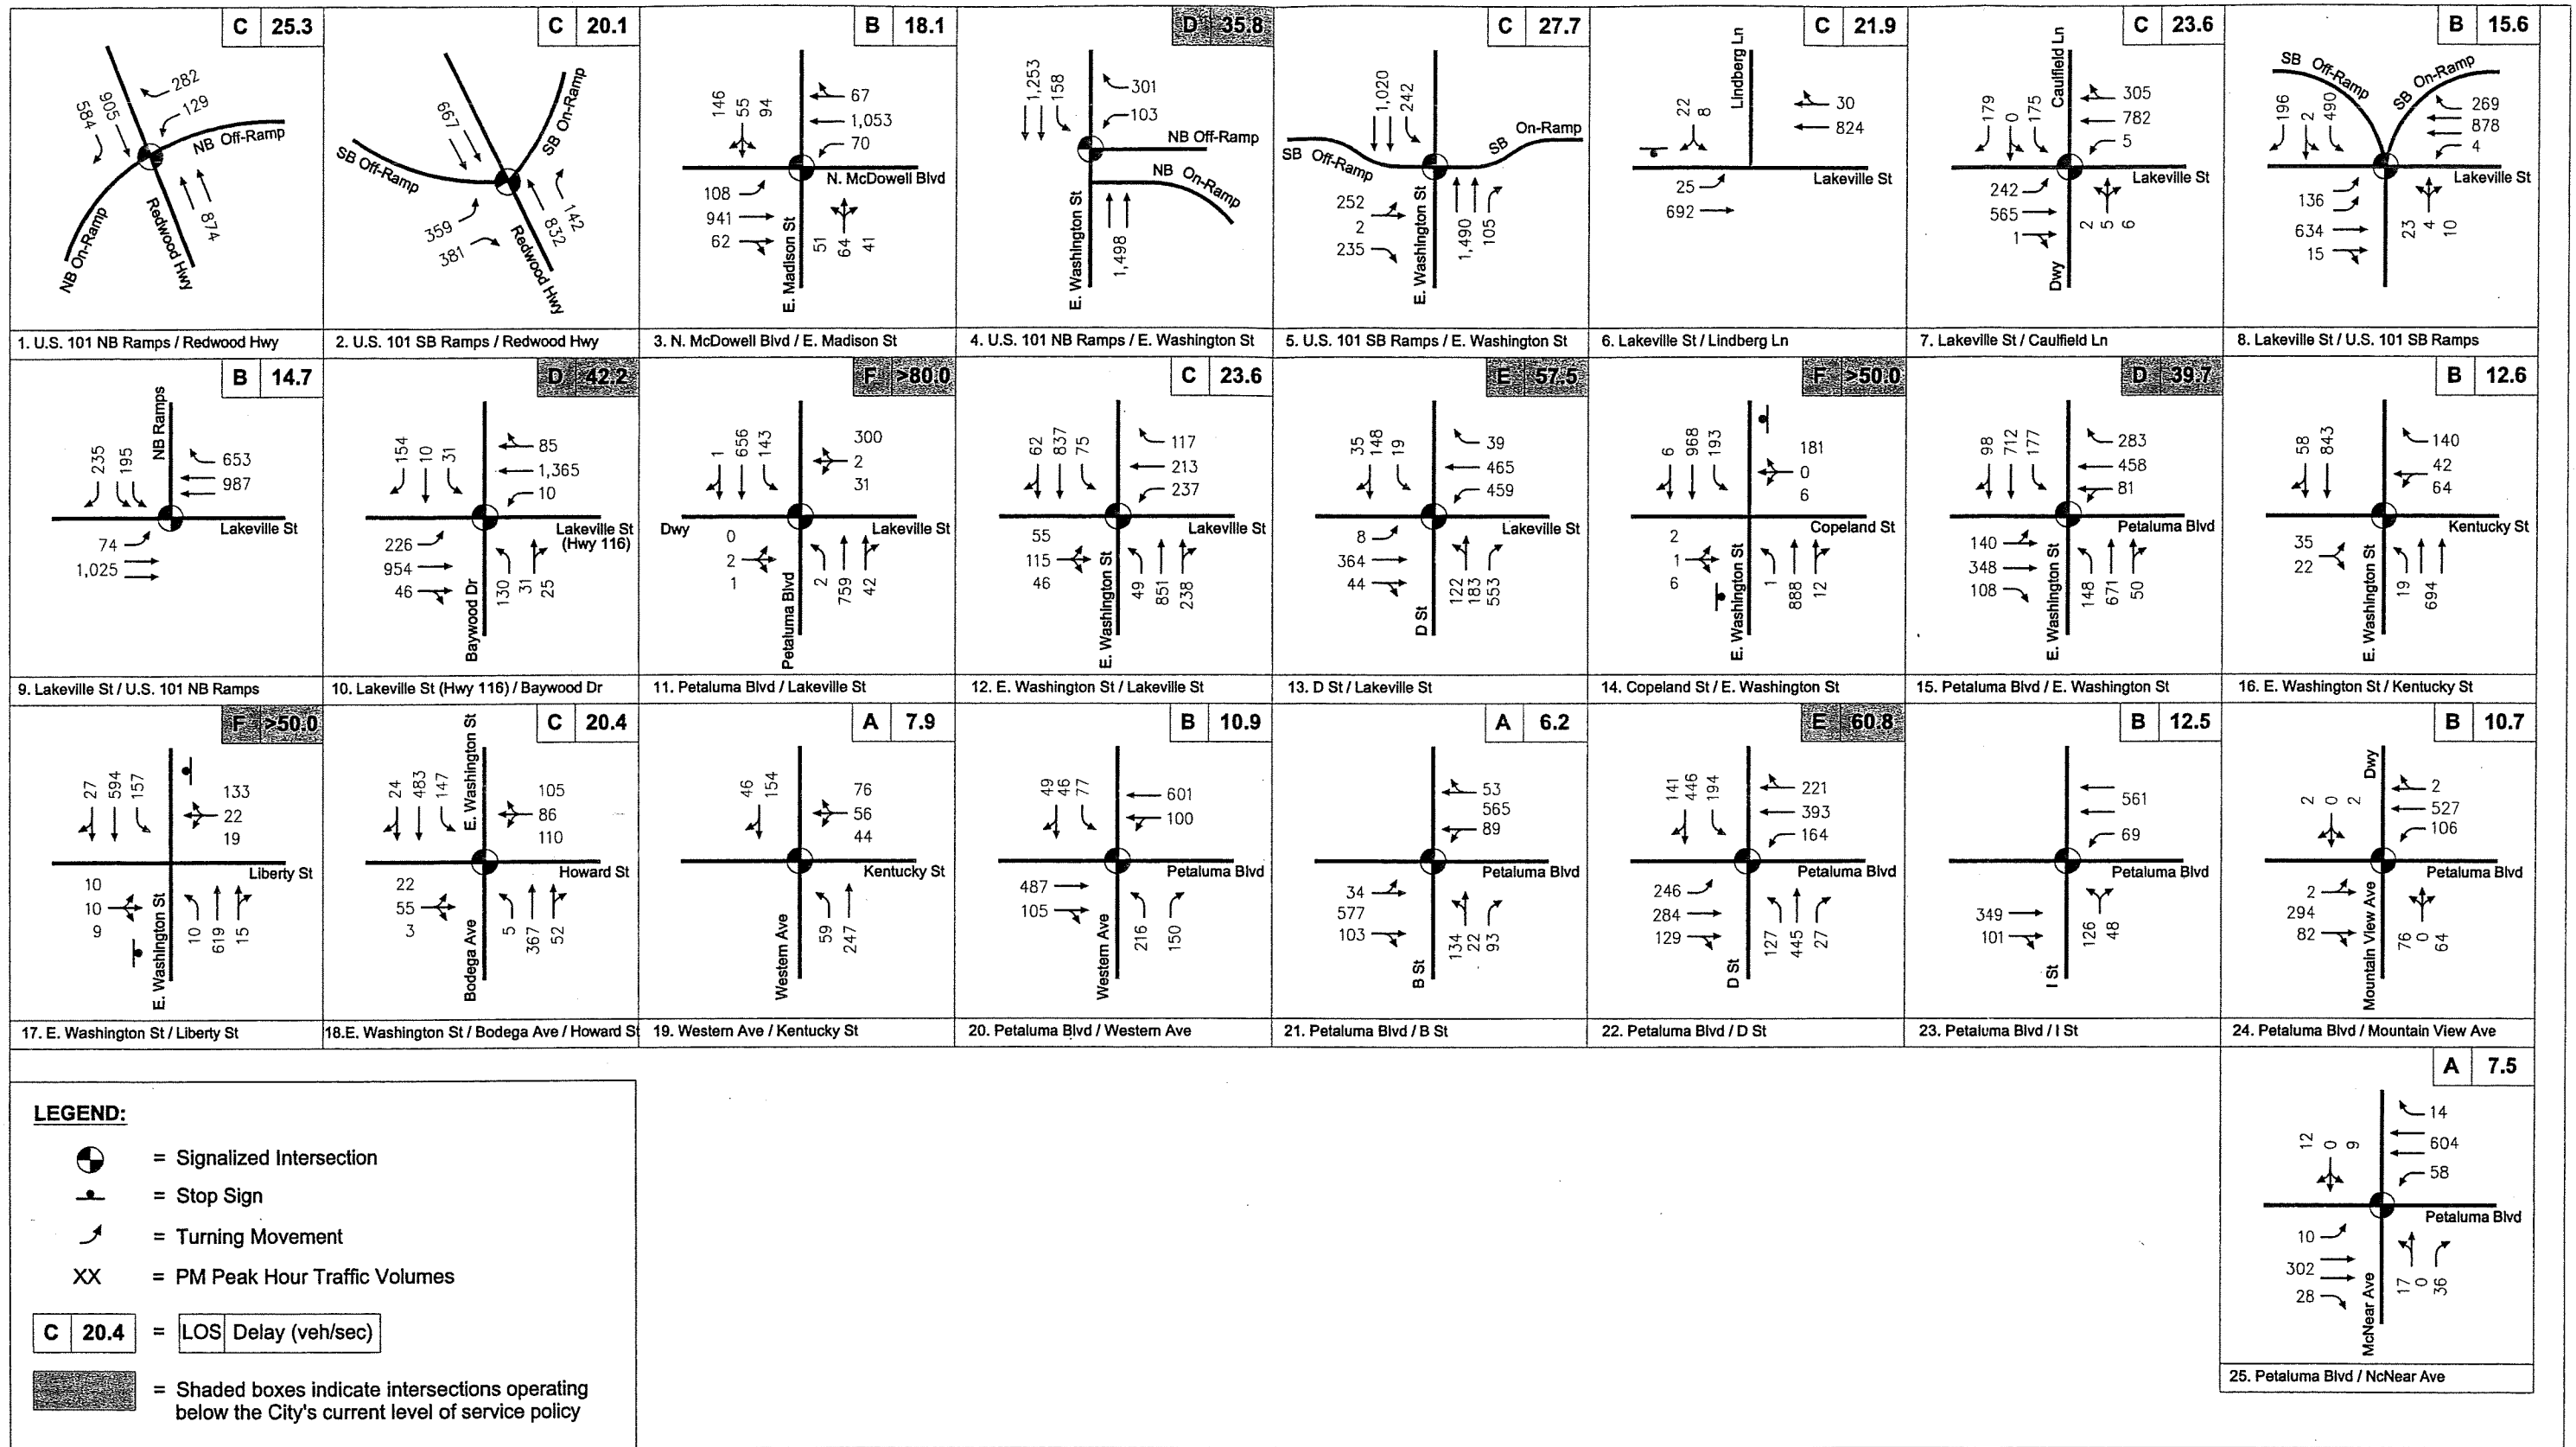 C 25.3
584
905
282
129
NB Off-Ramp
NB On-Ramp
Redwood Hwy
874
1. U.S. 101 NB Ramps / Redwood Hwy
C 20.1
667
SB On-Ramp
SB Off-Ramp
359
381
832
142
Redwood Hwy
2. U.S. 101 SB Ramps / Redwood Hwy
B 18.1
146
55
94
67
1,053
70
N. McDowell Blvd
108
941
62
E. Madison St
51
64
41
3. N. McDowell Blvd / E. Madison St
D 35.8
1,253
158
301
103
NB Off-Ramp
NB On-Ramp
E. Washington St
1,498
4. U.S. 101 NB Ramps / E. Washington St
C 27.7
1,020
242
SB On-Ramp
SB Off-Ramp
252
2
235
E. Washington St
1,490
105
5. U.S. 101 SB Ramps / E. Washington St
C 21.9
Lindberg Ln
22
8
30
824
Lakeville St
25
692
6. Lakeville St / Lindberg Ln
C 23.6
Caulfield Ln
179
0
175
305
782
5
Lakeville St
242
565
1
Dwy
2
5
6
7. Lakeville St / Caulfield Ln
B 15.6
SB Off-Ramp
SB On-Ramp
196
2
490
269
878
4
Lakeville St
136
634
15
23
4
10
8. Lakeville St / U.S. 101 SB Ramps
B 14.7
NB Ramps
235
195
653
987
Lakeville St
74
1,025
9. Lakeville St / U.S. 101 NB Ramps
D 42.2
154
10
31
85
1,365
10
Lakeville St
(Hwy 116)
226
954
46
Baywood Dr
130
31
25
10. Lakeville St (Hwy 116) / Baywood Dr
F >80.0
1
656
143
300
2
31
Dwy
Lakeville St
0
2
1
Petaluma Blvd
2
759
42
11. Petaluma Blvd / Lakeville St
C 23.6
62
837
75
117
213
237
Lakeville St
55
115
46
E. Washington St
49
851
238
12. E. Washington St / Lakeville St
E 57.5
35
148
19
39
465
459
Lakeville St
8
364
44
D St
122
183
553
13. D St / Lakeville St
F >50.0
6
968
193
181
0
6
Copeland St
2
1
6
E. Washington St
1
888
12
14. Copeland St / E. Washington St
D 39.7
98
712
177
283
458
81
Petaluma Blvd
140
348
108
E. Washington St
148
671
50
15. Petaluma Blvd / E. Washington St
B 12.6
58
843
140
42
64
Kentucky St
35
22
E. Washington St
19
694
16. E. Washington St / Kentucky St
F >50.0
27
594
157
133
22
19
Liberty St
10
10
9
E. Washington St
10
619
15
17. E. Washington St / Liberty St
C 20.4
E. Washington St
24
483
147
105
86
110
Howard St
22
55
3
Bodega Ave
5
367
52
18.E. Washington St / Bodega Ave / Howard St
A 7.9
46
154
76
56
44
Kentucky St
Western Ave
59
247
19. Western Ave / Kentucky St
B 10.9
49
46
77
601
100
Petaluma Blvd
487
105
Western Ave
216
150
20. Petaluma Blvd / Western Ave
A 6.2
53
565
89
Petaluma Blvd
34
577
103
B St
134
22
93
21. Petaluma Blvd / B St
E 60.8
141
446
194
221
393
164
Petaluma Blvd
246
284
129
D St
127
445
27
22. Petaluma Blvd / D St
B 12.5
561
69
Petaluma Blvd
349
101
I St
126
48
23. Petaluma Blvd / I St
B 10.7
Dwy
2
0
2
2
527
106
Petaluma Blvd
2
294
82
Mountain View Ave
76
0
64
24. Petaluma Blvd / Mountain View Ave
A 7.5
12
0
9
14
604
58
Petaluma Blvd
10
302
28
McNear Ave
17
0
36
25. Petaluma Blvd / NcNear Ave
LEGEND:
= Signalized Intersection
= Stop Sign
= Turning Movement
XX = PM Peak Hour Traffic Volumes
C 20.4 = LOS Delay (veh/sec)
= Shaded boxes indicate intersections operating
below the City's current level of service policy